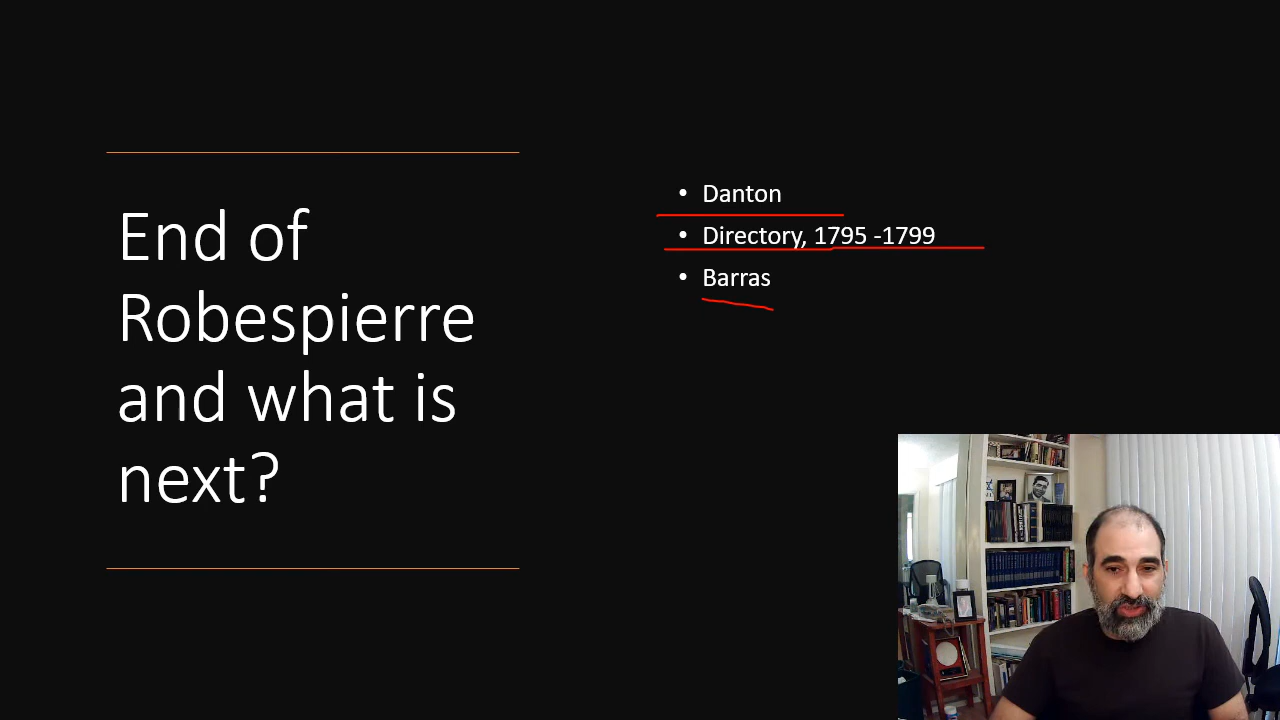 End of
Robespierre
and what is
next?
• Danton
• Directory, 1795 -1799
• Barras